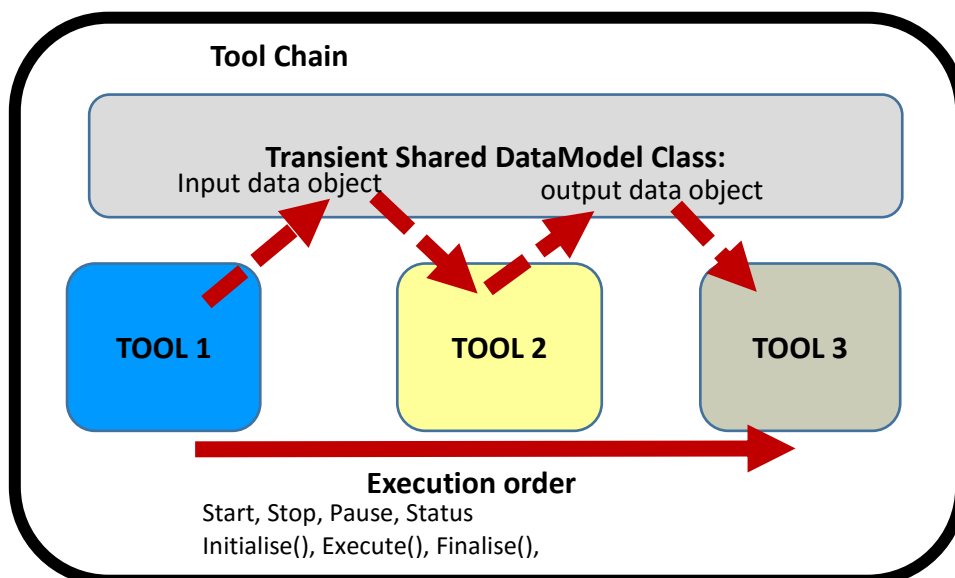 Tool Chain
Transient Shared DataModel Class:
Input data object
output data object
TOOL 1
TOOL 2
TOOL 3
Execution order
Start, Stop, Pause, Status
Initialise(), Execute(), Finalise(),